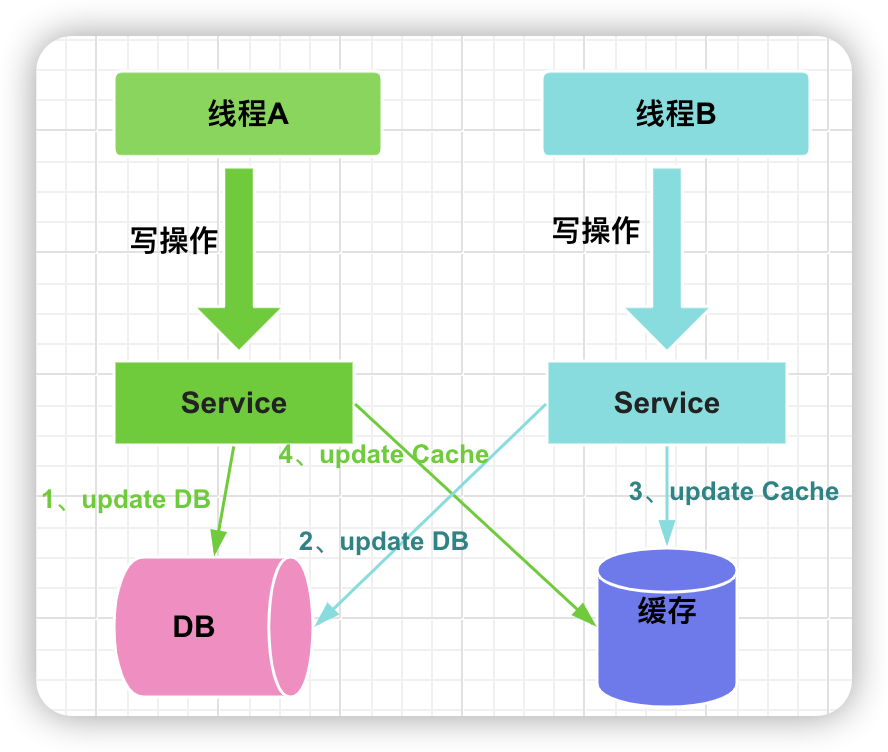 线程A
线程B
写操作
写操作
Service
Service
4、update Cache
1、update DB
3、update Cache
2、update DB
DB
缓存